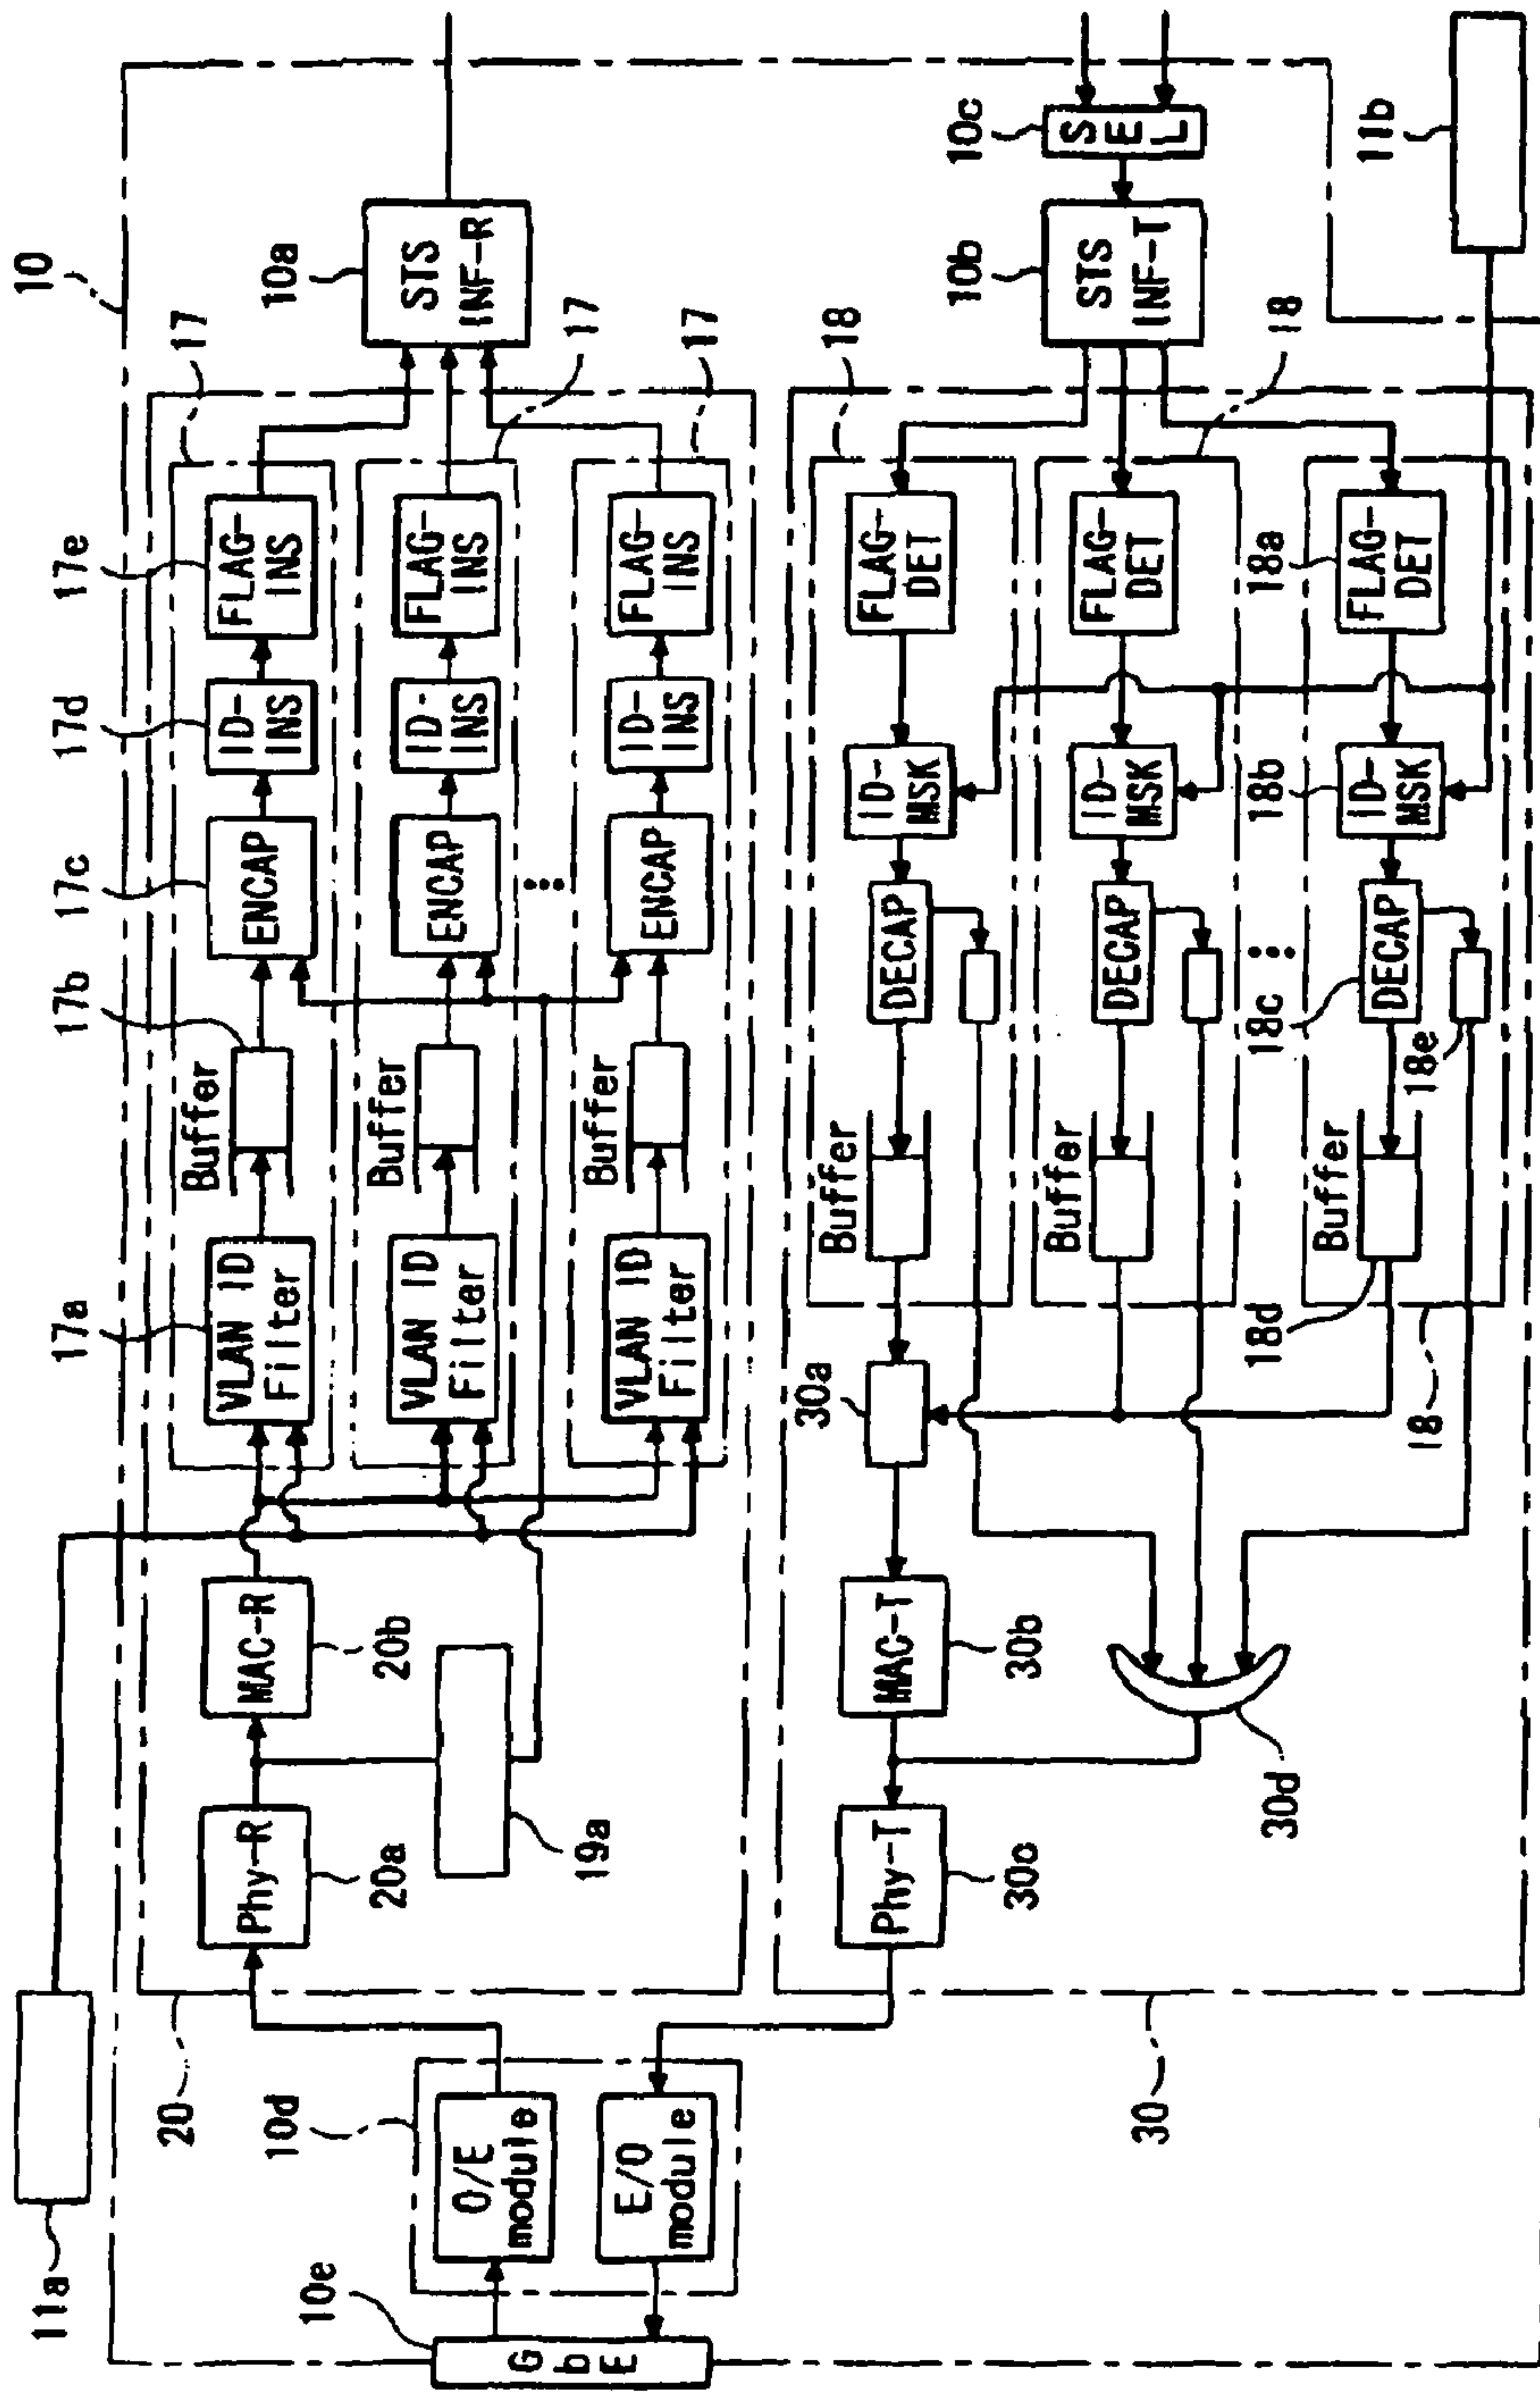 10
11a
20
10e
GbE
10d
O/E module
E/O module
Phy-R
20a
MAC-R
20b
19a
17a
VLAN ID Filter
Buffer
17b
17c
ENCAP
17d
ID-INS
17e
FLAG-INS
17
VLAN ID Filter
Buffer
ENCAP
ID-INS
FLAG-INS
17
VLAN ID Filter
Buffer
ENCAP
ID-INS
FLAG-INS
17
10a
STS INF-R
30
Phy-T
30c
MAC-T
30b
30a
30d
Buffer
DECAP
ID-MSK
FLAG-DET
18
Buffer
DECAP
ID-MSK
FLAG-DET
18
Buffer
18d
DECAP
18c
18e
ID-MSK
18b
FLAG-DET
18a
18
10b
STS INF-T
10c
SEL
11b